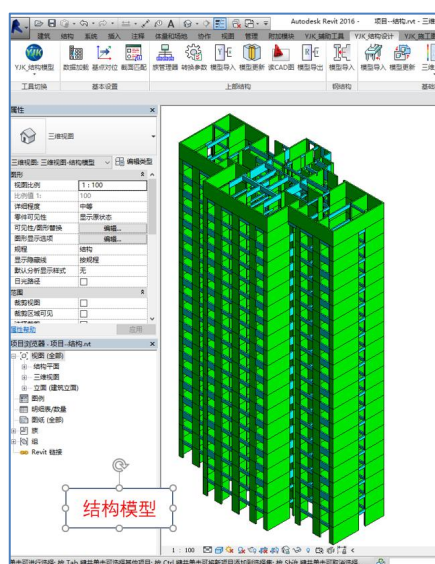 Autodesk Revit 2016 - 项目--结构.rvt - 三维
建筑 结构 系统 插入 注释 体量和场地 协作 视图 管理 附加模块 YJK_辅助工具 YJK_结构设计 YJK_施工
YJK_结构模型 数据加载 基点对位 截面匹配 族管理器 转换参数 模型导入 模型更新 模型导出 模型导入 模型导入 模型更新 三维
工具切换 基本设置 上部结构 钢结构 基础
属性
三维视图
三维视图: 三维视图-结构模型 编辑类型
图形
视图比例 1 : 100
比例值 1: 100
详细程度 中等
零件可见性 显示原状态
可见性/图形替换 编辑...
图形显示选项 编辑...
规程 结构
显示隐藏线 按规程
默认分析显示样式 无
日光路径
范围
裁剪视图
裁剪区域可见
属性帮助 应用
项目浏览器 - 项目--结构.rvt
视图 (全部)
结构平面
三维视图
立面 (建筑立面)
图例
明细表/数量
图纸 (全部)
族
组
Revit 链接
结构模型
1 : 100